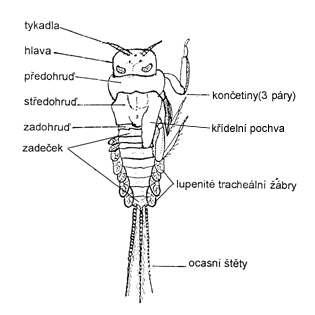 tykadla
hlava
předohruď
středohruď
zadohruď
zadeček
končetiny(3 páry)
křídelní pochva
lupenité tracheální žábry
ocasní štěty